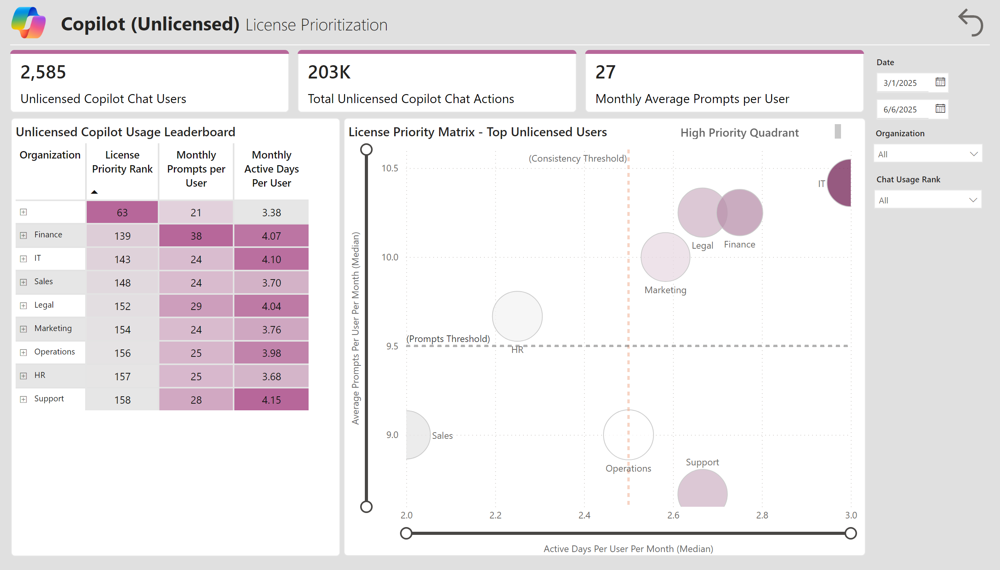 Copilot (Unlicensed) License Prioritization
2,585
Unlicensed Copilot Chat Users
203K
Total Unlicensed Copilot Chat Actions
27
Monthly Average Prompts per User
Date
3/1/2025
6/6/2025
Organization
All
Chat Usage Rank
All
Unlicensed Copilot Usage Leaderboard
Organization
License
Priority Rank
Monthly
Prompts per
User
Monthly
Active Days
Per User
63 21 3.38
Finance 139 38 4.07
IT 143 24 4.10
Sales 148 24 3.70
Legal 152 29 4.04
Marketing 154 24 3.76
Operations 156 25 3.98
HR 157 25 3.68
Support 158 28 4.15
License Priority Matrix - Top Unlicensed Users
High Priority Quadrant
Average Prompts Per User Per Month (Median)
(Consistency Threshold)
10.5
IT
Legal
Finance
10.0
Marketing
(Prompts Threshold)
9.5
HR
9.0
Sales
Operations
Support
2.0 2.2 2.4 2.6 2.8 3.0
Active Days Per User Per Month (Median)